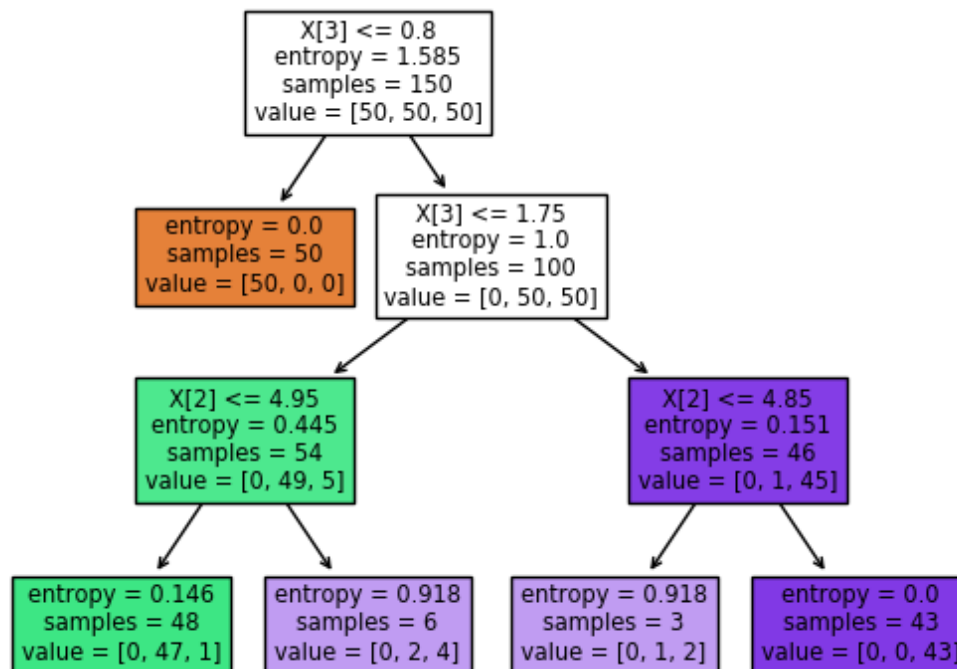 X[3] <= 0.8
entropy = 1.585
samples = 150
value = [50, 50, 50]
entropy = 0.0
samples = 50
value = [50, 0, 0]
X[3] <= 1.75
entropy = 1.0
samples = 100
value = [0, 50, 50]
X[2] <= 4.95
entropy = 0.445
samples = 54
value = [0, 49, 5]
X[2] <= 4.85
entropy = 0.151
samples = 46
value = [0, 1, 45]
entropy = 0.146
samples = 48
value = [0, 47, 1]
entropy = 0.918
samples = 6
value = [0, 2, 4]
entropy = 0.918
samples = 3
value = [0, 1, 2]
entropy = 0.0
samples = 43
value = [0, 0, 43]